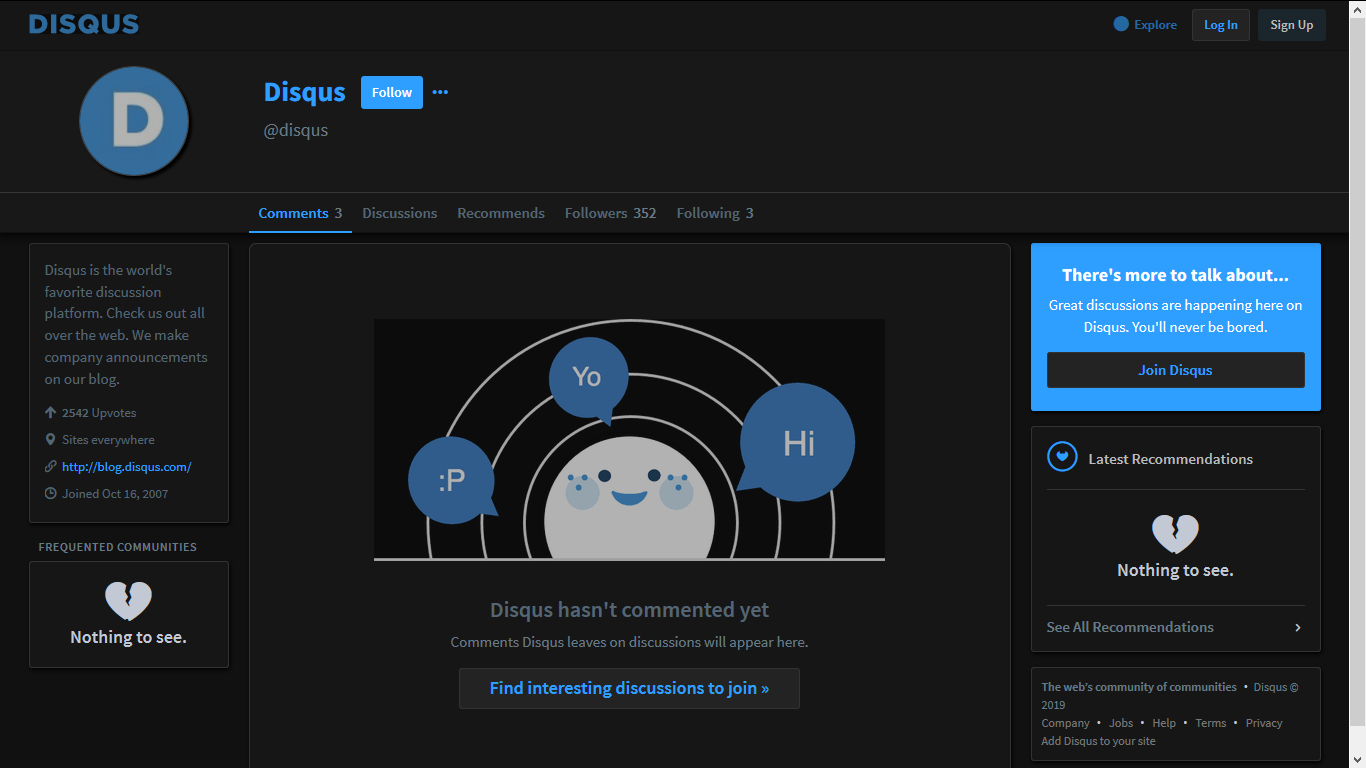 DISQUS
Explore
Log In
Sign Up
D
Disqus
Follow
@disqus
Comments 3
Discussions
Recommends
Followers 352
Following 3
Disqus is the world's
favorite discussion
platform. Check us out all
over the web. We make
company announcements
on our blog.
2542 Upvotes
Sites everywhere
http://blog.disqus.com/
Joined Oct 16, 2007
FREQUENTED COMMUNITIES
Nothing to see.
Yo
Hi
:P
Disqus hasn't commented yet
Comments Disqus leaves on discussions will appear here.
Find interesting discussions to join »
There's more to talk about...
Great discussions are happening here on
Disqus. You'll never be bored.
Join Disqus
Latest Recommendations
Nothing to see.
See All Recommendations
The web's community of communities • Disqus ©
2019
Company • Jobs • Help • Terms • Privacy
Add Disqus to your site